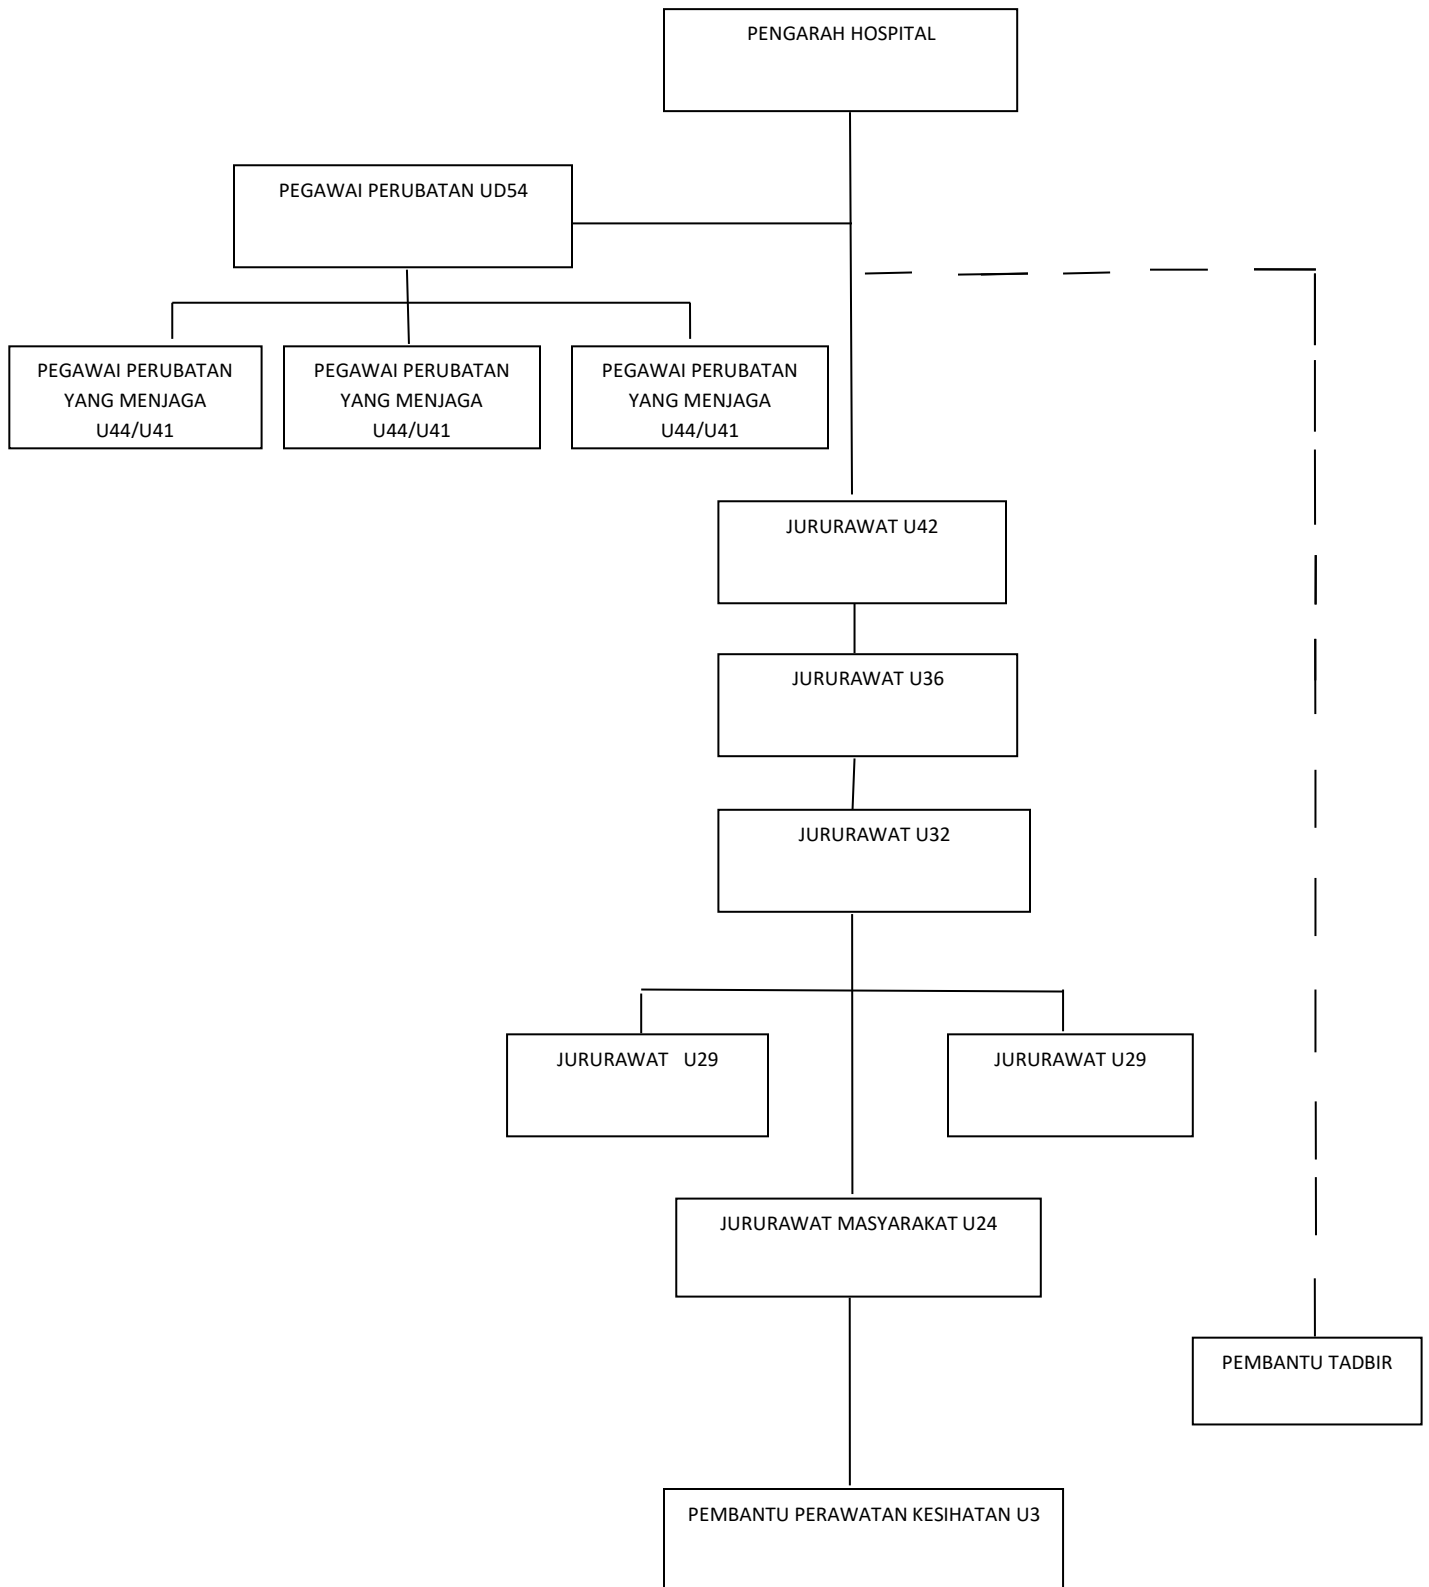 PENGARAH HOSPITAL
PEGAWAI PERUBATAN UD54
PEGAWAI PERUBATAN
YANG MENJAGA
U44/U41
PEGAWAI PERUBATAN
YANG MENJAGA
U44/U41
PEGAWAI PERUBATAN
YANG MENJAGA
U44/U41
JURURAWAT U42
JURURAWAT U36
JURURAWAT U32
JURURAWAT U29
JURURAWAT U29
JURURAWAT MASYARAKAT U24
PEMBANTU TADBIR
PEMBANTU PERAWATAN KESIHATAN U3